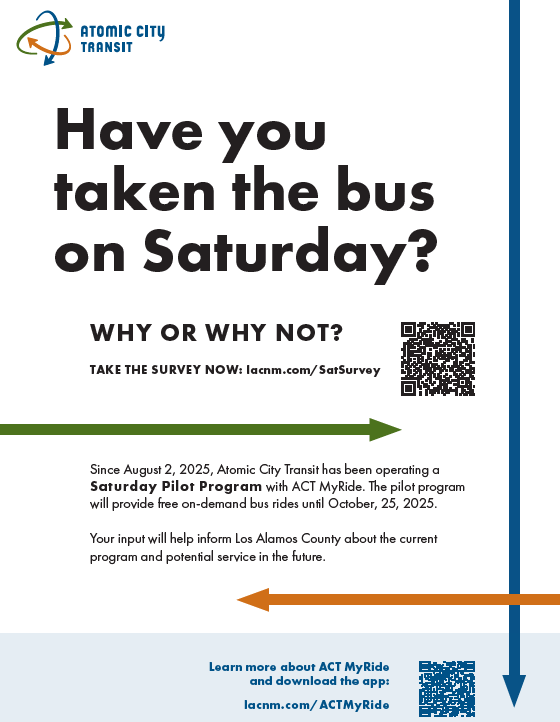 ATOMIC CITY
TRANSIT
Have you
taken the bus
on Saturday?
WHY OR WHY NOT?
TAKE THE SURVEY NOW: lacnm.com/SatSurvey
Since August 2, 2025, Atomic City Transit has been operating a
Saturday Pilot Program with ACT MyRide. The pilot program
will provide free on-demand bus rides until October, 25, 2025.
Your input will help inform Los Alamos County about the current
program and potential service in the future.
Learn more about ACT MyRide
and download the app:
lacnm.com/ACTMyRide